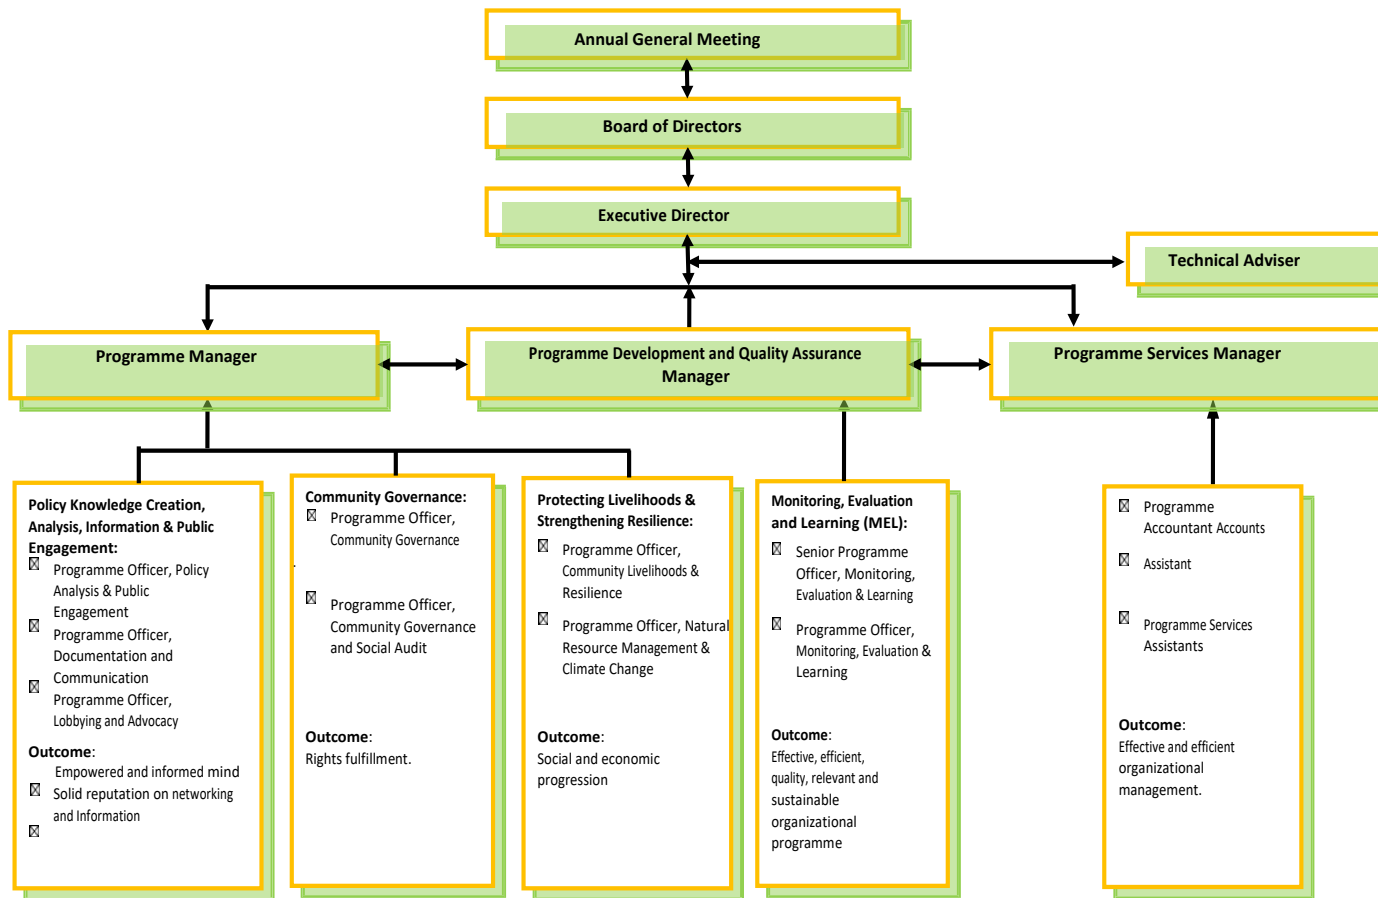 Annual General Meeting
Board of Directors
Executive Director
Technical Adviser
Programme Manager
Programme Development and Quality Assurance
Manager
Programme Services Manager
Policy Knowledge Creation,
Analysis, Information & Public
Engagement:
Programme Officer, Policy
Analysis & Public
Engagement
Programme Officer,
Documentation and
Communication
Programme Officer,
Lobbying and Advocacy
Outcome:
Empowered and informed mind
Solid reputation on networking
and Information
Community Governance:
Programme Officer,
Community Governance
.
Programme Officer,
Community Governance
and Social Audit
Outcome:
Rights fulfillment.
Protecting Livelihoods &
Strengthening Resilience:
Programme Officer,
Community Livelihoods &
Resilience
Programme Officer, Natural
Resource Management &
Climate Change
Outcome:
Social and economic
progression
Monitoring, Evaluation
and Learning (MEL):
Senior Programme
Officer, Monitoring,
Evaluation & Learning
Programme Officer,
Monitoring, Evaluation &
Learning
Outcome:
Effective, efficient,
quality, relevant and
sustainable
organizational
programme
Programme
Accountant Accounts
Assistant
Programme Services
Assistants
Outcome:
Effective and efficient
organizational
management.